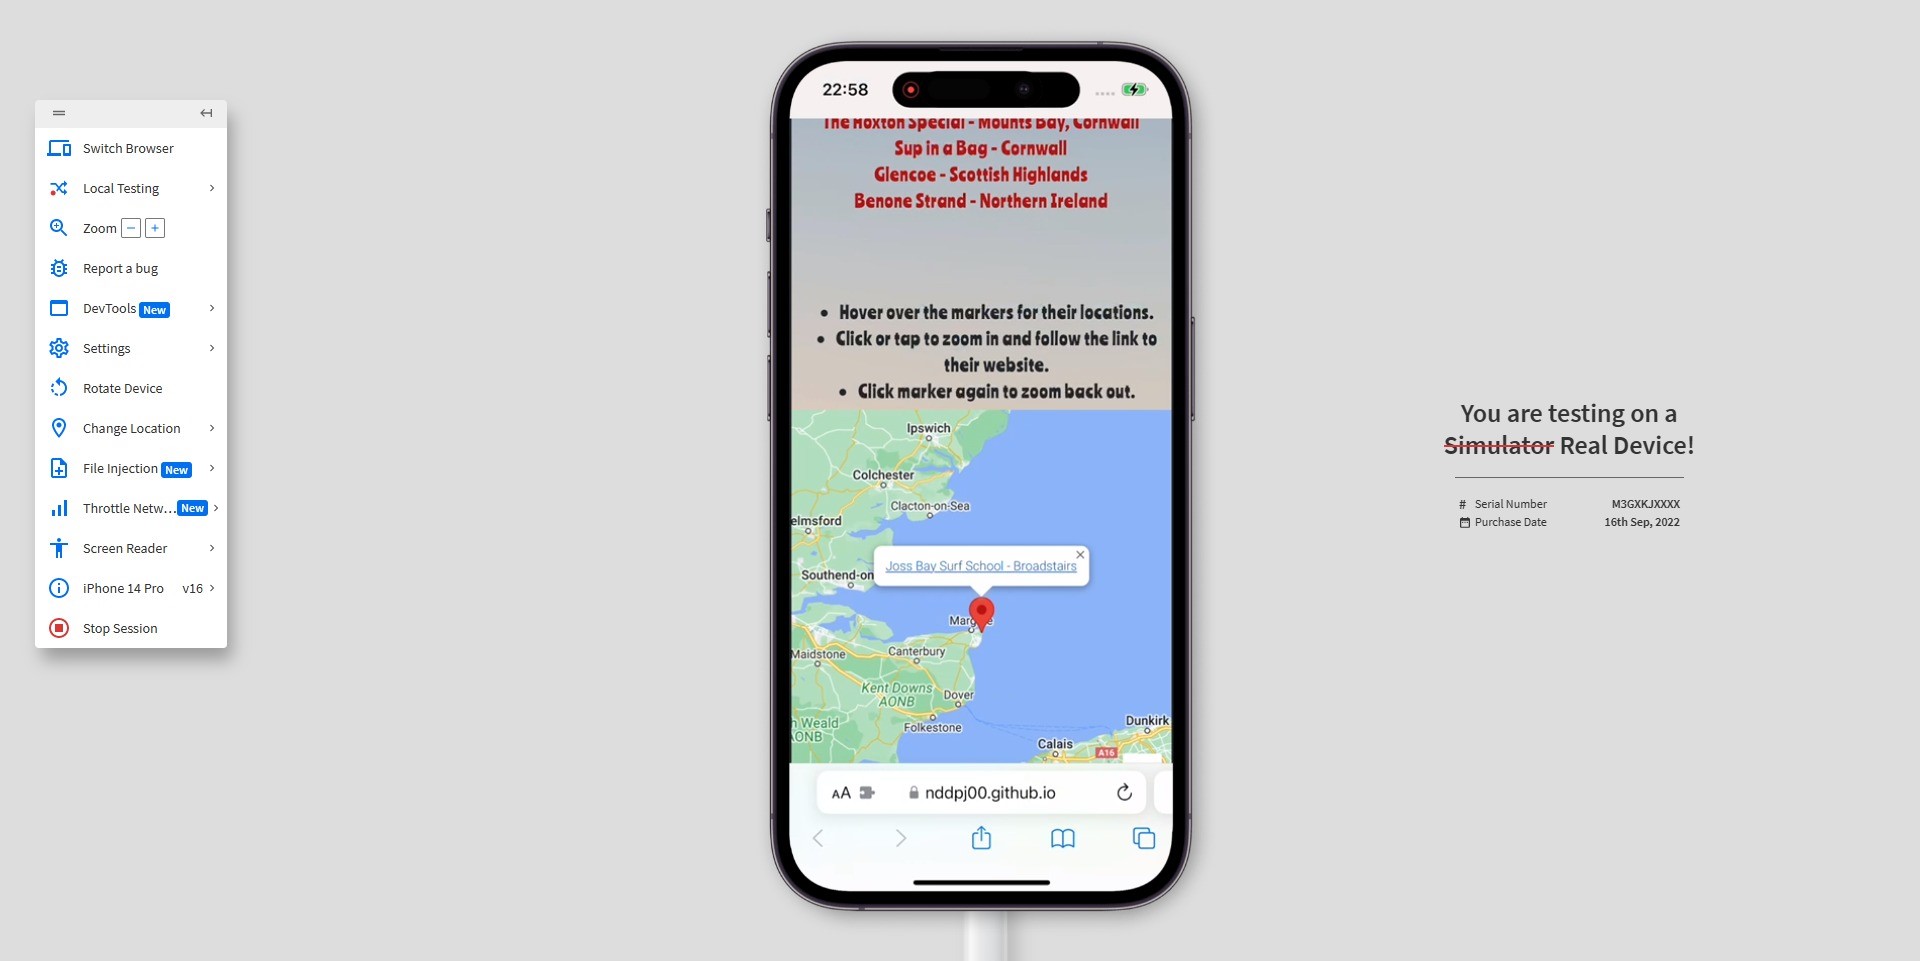 Switch Browser
Local Testing
Zoom
Report a bug
DevTools New
Settings
Rotate Device
Change Location
File Injection New
Throttle Netw... New
Screen Reader
iPhone 14 Pro v16
Stop Session
22:58
The Hoxton Special - Mounts Bay, Cornwall
Sup in a Bag - Cornwall
Glencoe - Scottish Highlands
Benone Strand - Northern Ireland
• Hover over the markers for their locations.
• Click or tap to zoom in and follow the link to
their website.
• Click marker again to zoom back out.
Ipswich
Colchester
Clacton-on-Sea
elmsford
Joss Bay Surf School - Broadstairs
Southend-on
Canterbury
Maidstone
Kent Downs
AONB
Dover
h Weald
AONB
Folkestone
Dunkirk
Calais
A16
AA nddpj00.github.io
You are testing on a
Simulator Real Device!
# Serial Number M3GXKJXXXX
Purchase Date 16th Sep, 2022